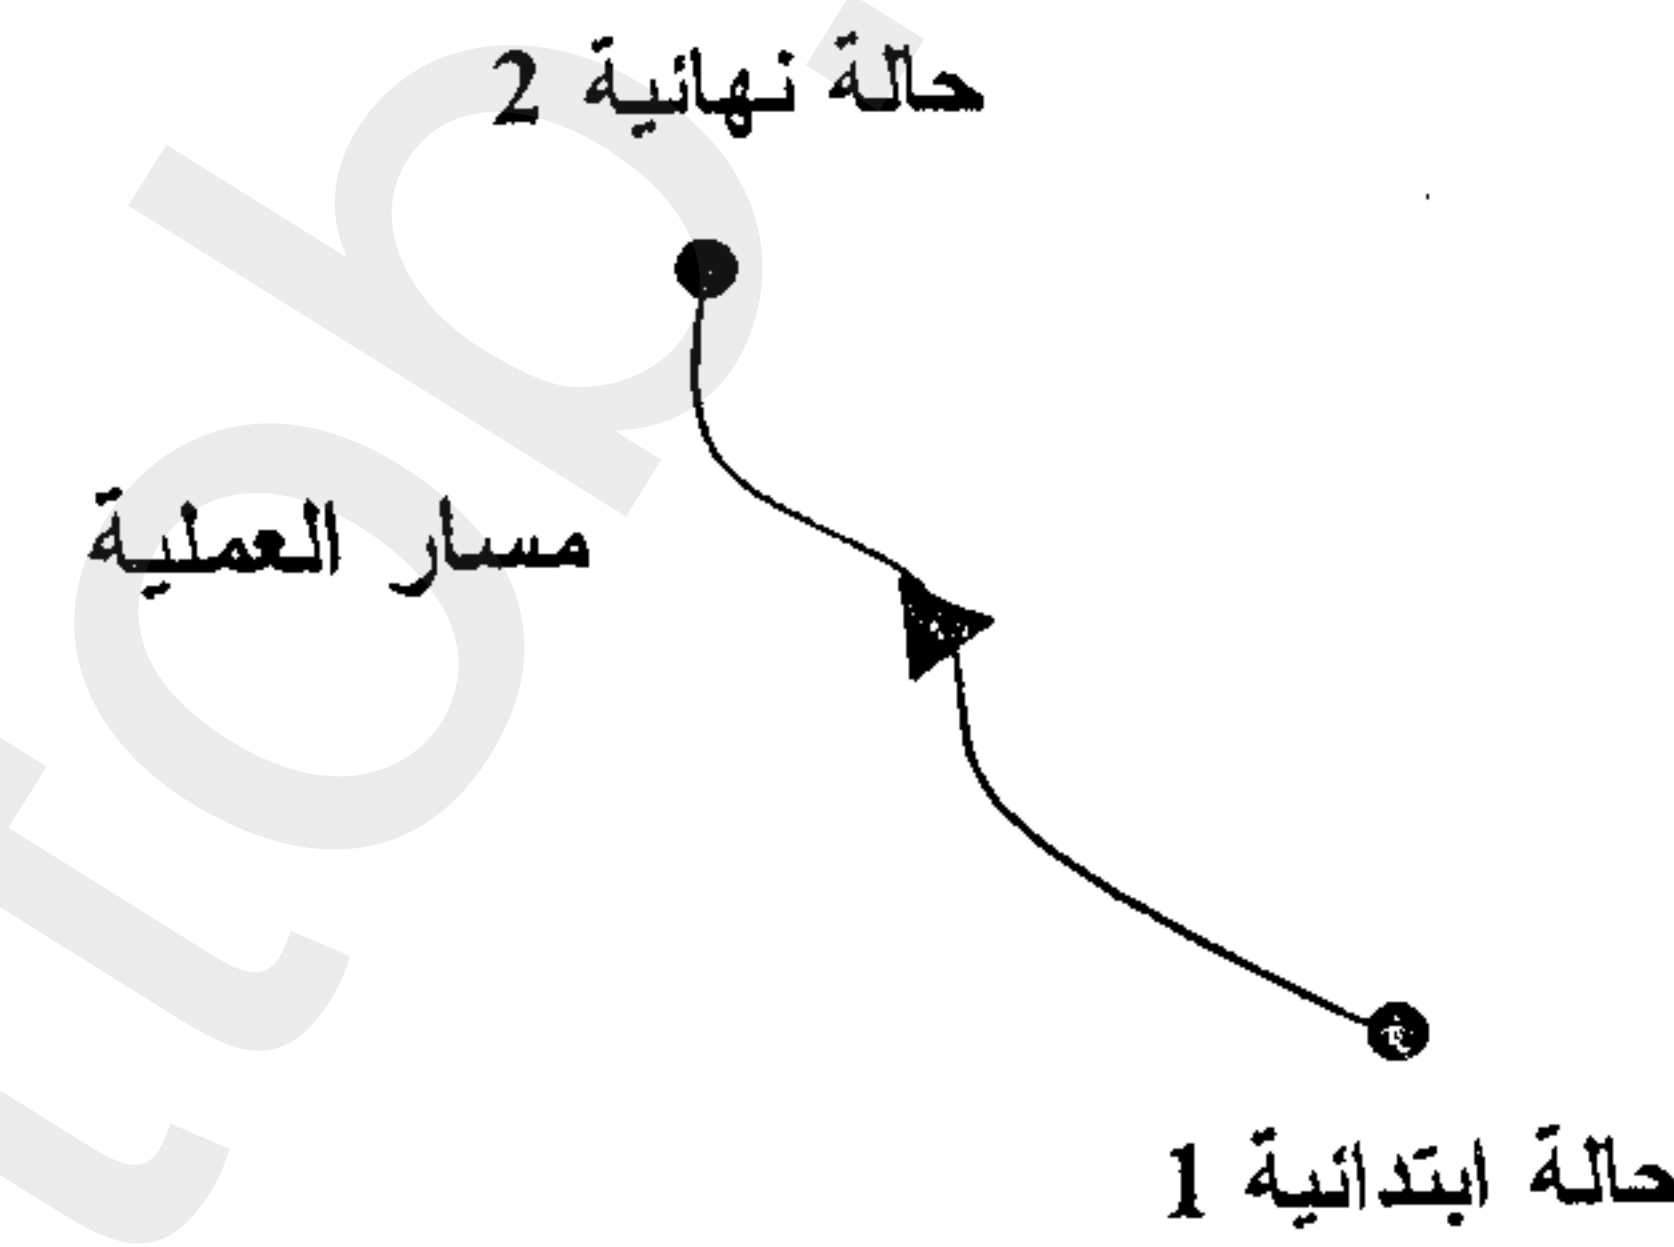 حالة نهائية 2
مسار العملية
حالة ابتدائية 1